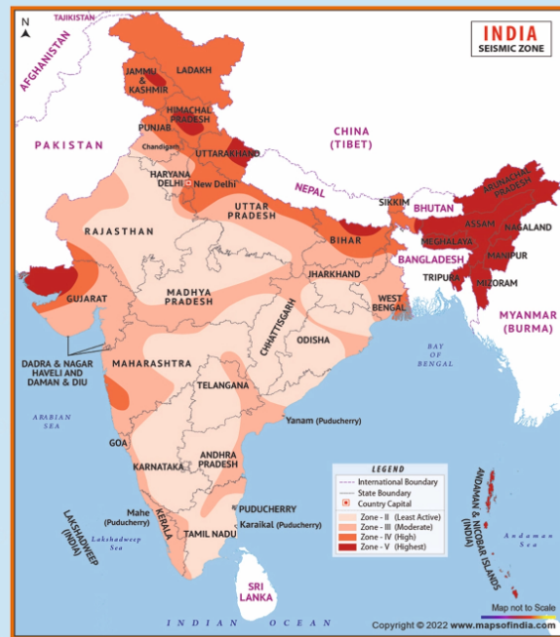 N
TAJIKISTAN
AFGHANISTAN
INDIA
SEISMIC ZONE
LADAKH
JAMMU
&
KASHMIR
HIMACHAL
PRADESH
PUNJAB
Chandigarh
UTTARAKHAND
PAKISTAN
CHINA
(TIBET)
HARYANA
DELHI
New Delhi
NEPAL
UTTAR
PRADESH
SIKKIM
BHUTAN
ARUNACHAL
PRADESH
ASSAM
NAGALAND
MEGHALAYA
MANIPUR
BANGLADESH
TRIPURA
MIZORAM
RAJASTHAN
BIHAR
JHARKHAND
WEST
BENGAL
MYANMAR
(BURMA)
GUJARAT
MADHYA
PRADESH
CHHATTISGARH
ODISHA
DADRA & NAGAR
HAVELI AND
DAMAN & DIU
MAHARASHTRA
TELANGANA
BAY
OF
BENGAL
ARABIAN
SEA
Yanam (Puducherry)
GOA
KARNATAKA
ANDHRA
PRADESH
LEGEND
International Boundary
State Boundary
Country Capital
Zone - II (Least Active)
Zone - III (Moderate)
Zone - IV (High)
Zone - V (Highest)
Mahe
(Puducherry)
PUDUCHERRY
Karaikal (Puducherry)
KERALA
TAMIL NADU
LAKSHADWEEP
(INDIA)
Lakshadweep
Sea
ANDAMAN &
NICOBAR ISLANDS
(INDIA)
Andaman
Sea
SRI
LANKA
INDIAN OCEAN
Map not to Scale
Copyright © 2022 www.mapsofindia.com